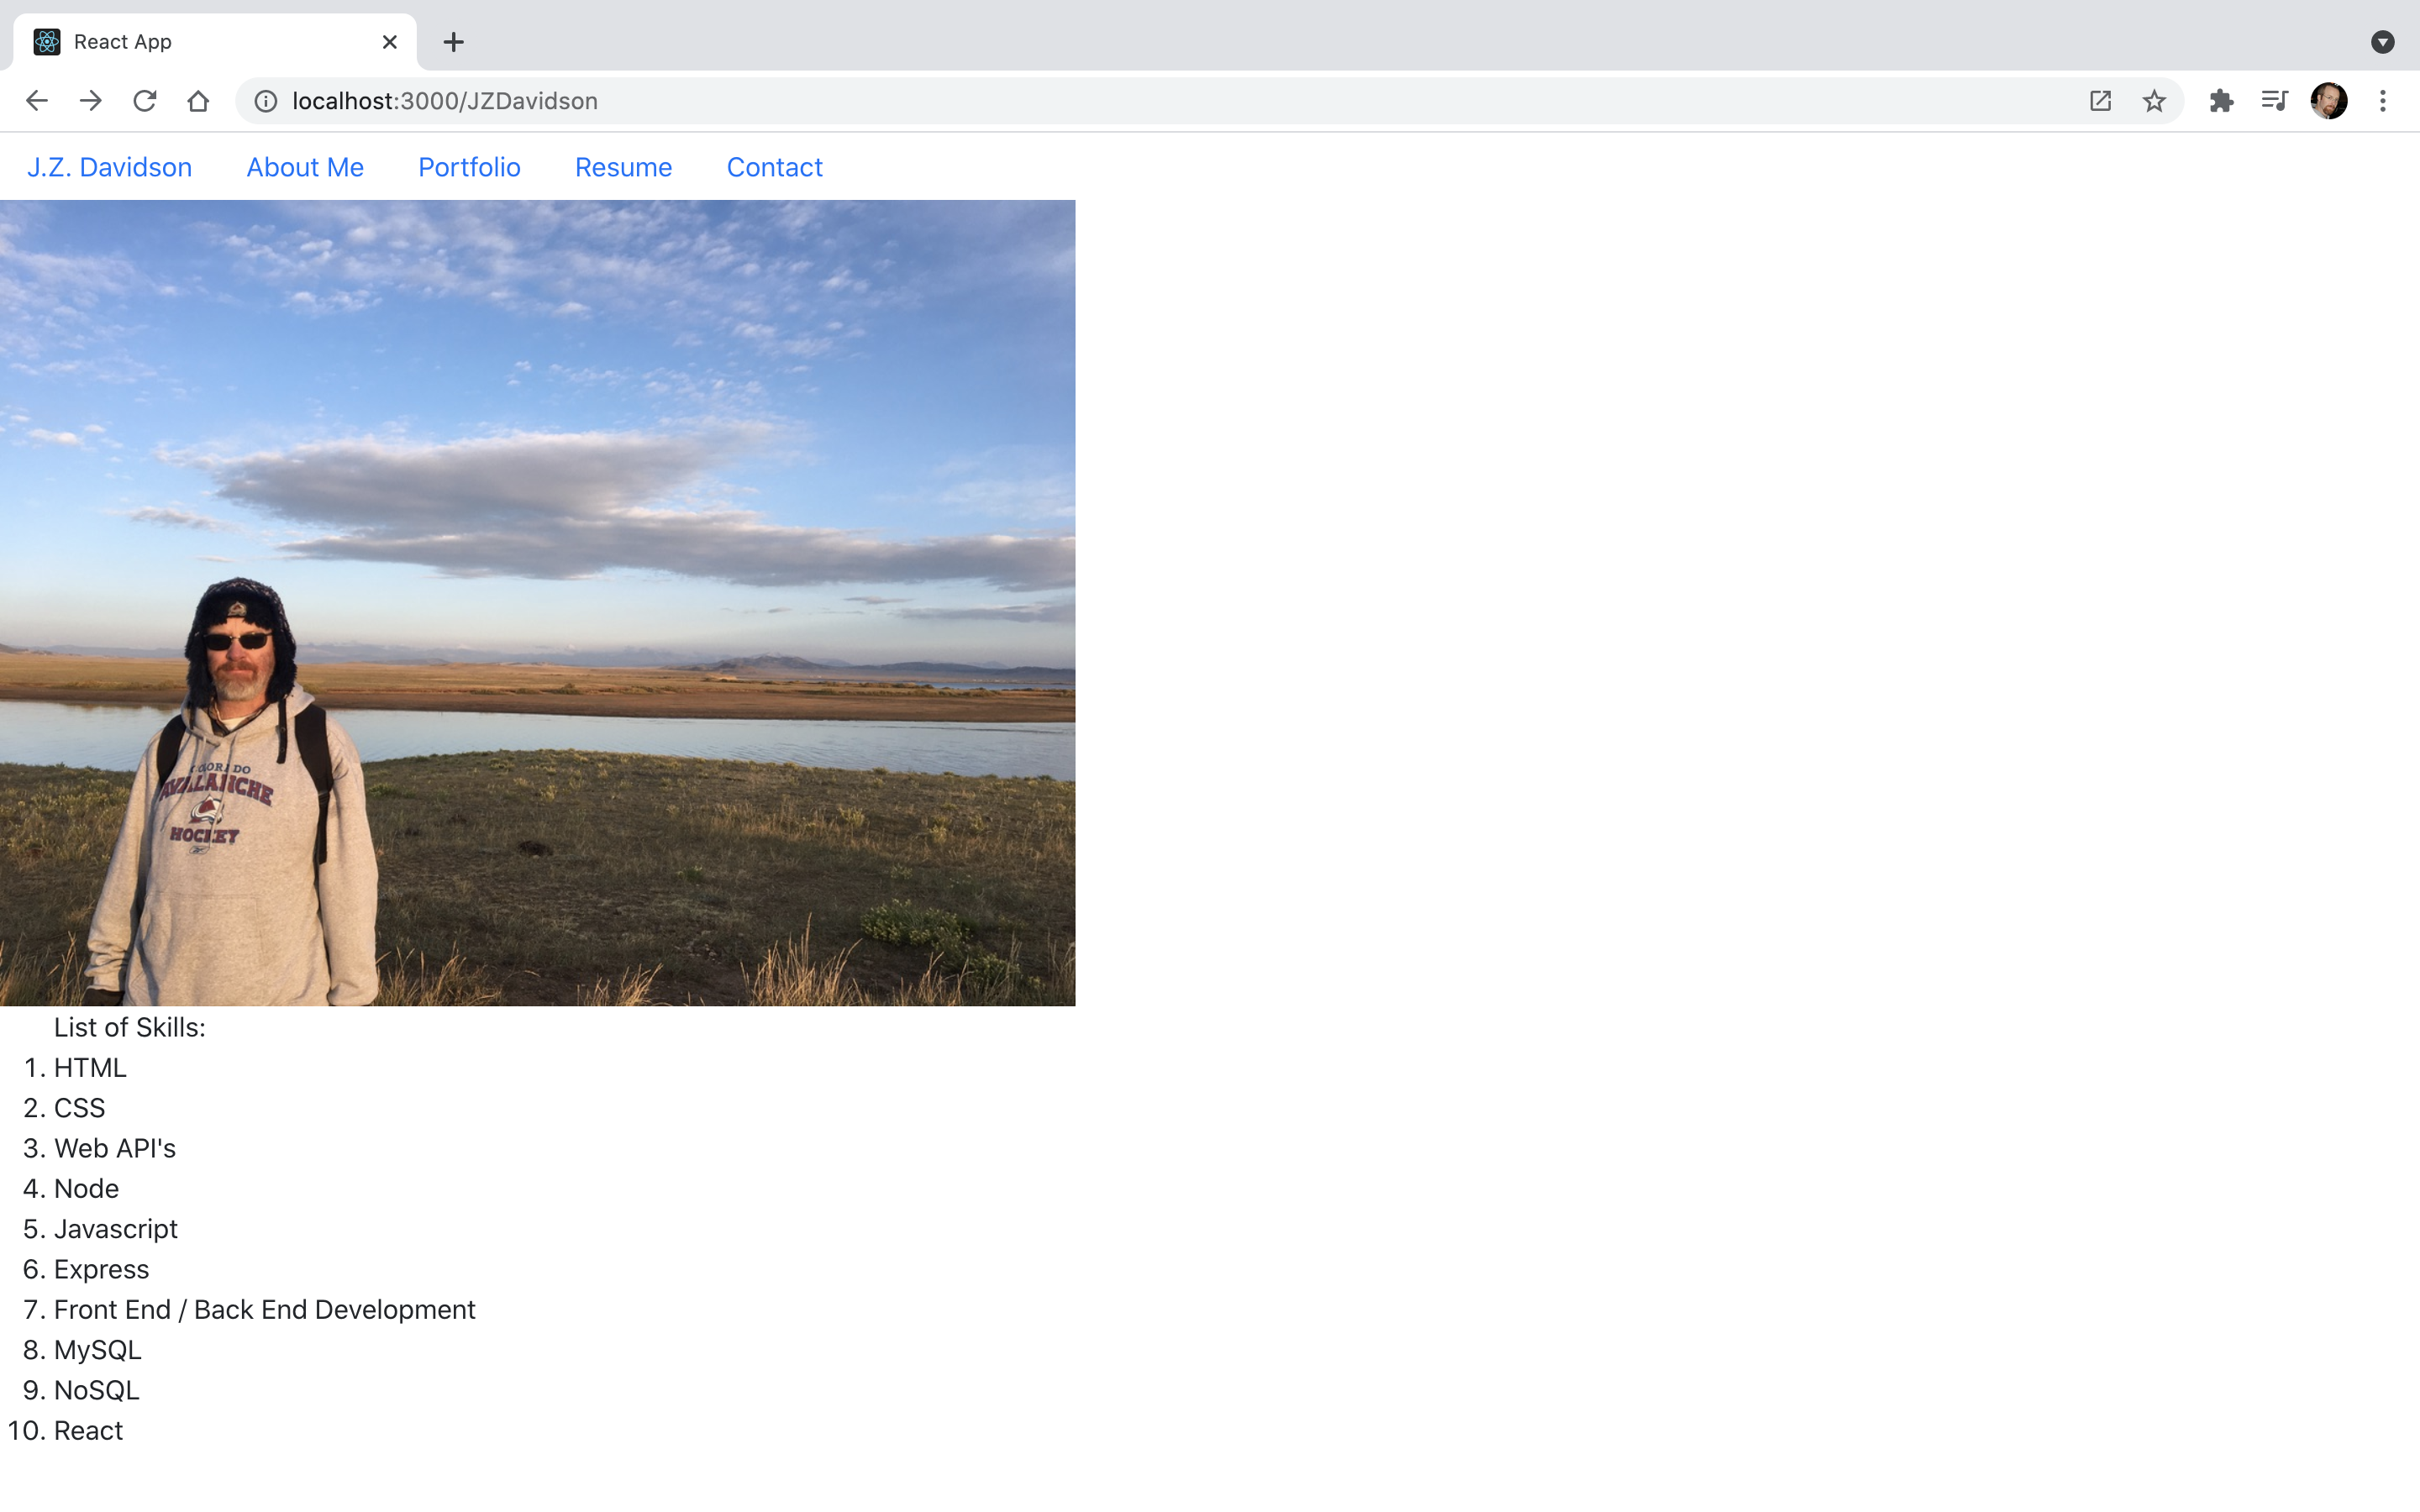 React App
localhost:3000/JZDavidson
J.Z. Davidson About Me Portfolio Resume Contact
COLORADO
AVALANCHE
HOCKEY
List of Skills:
1. HTML
2. CSS
3. Web API's
4. Node
5. Javascript
6. Express
7. Front End / Back End Development
8. MySQL
9. NoSQL
10. React